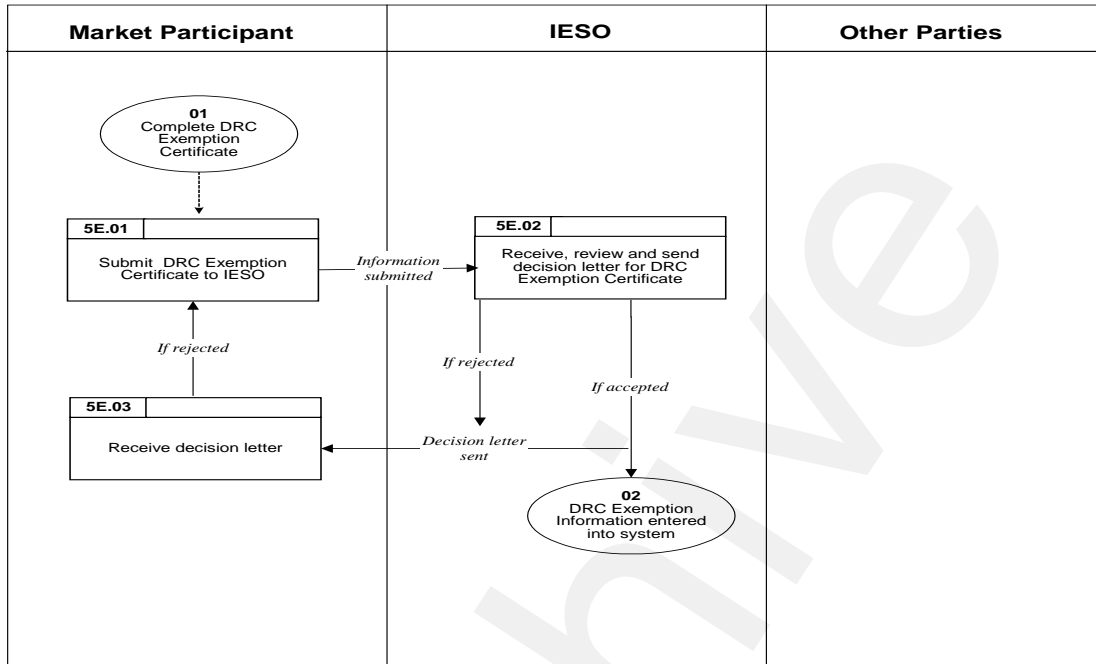 Market Participant
IESO
Other Parties
01
Complete DRC
Exemption
Certificate
5E.01
Submit DRC Exemption
Certificate to IESO
Information
submitted
5E.02
Receive, review and send
decision letter for DRC
Exemption Certificate
If rejected
If rejected
If accepted
5E.03
Receive decision letter
Decision letter
sent
02
DRC Exemption
Information entered
into system
hive